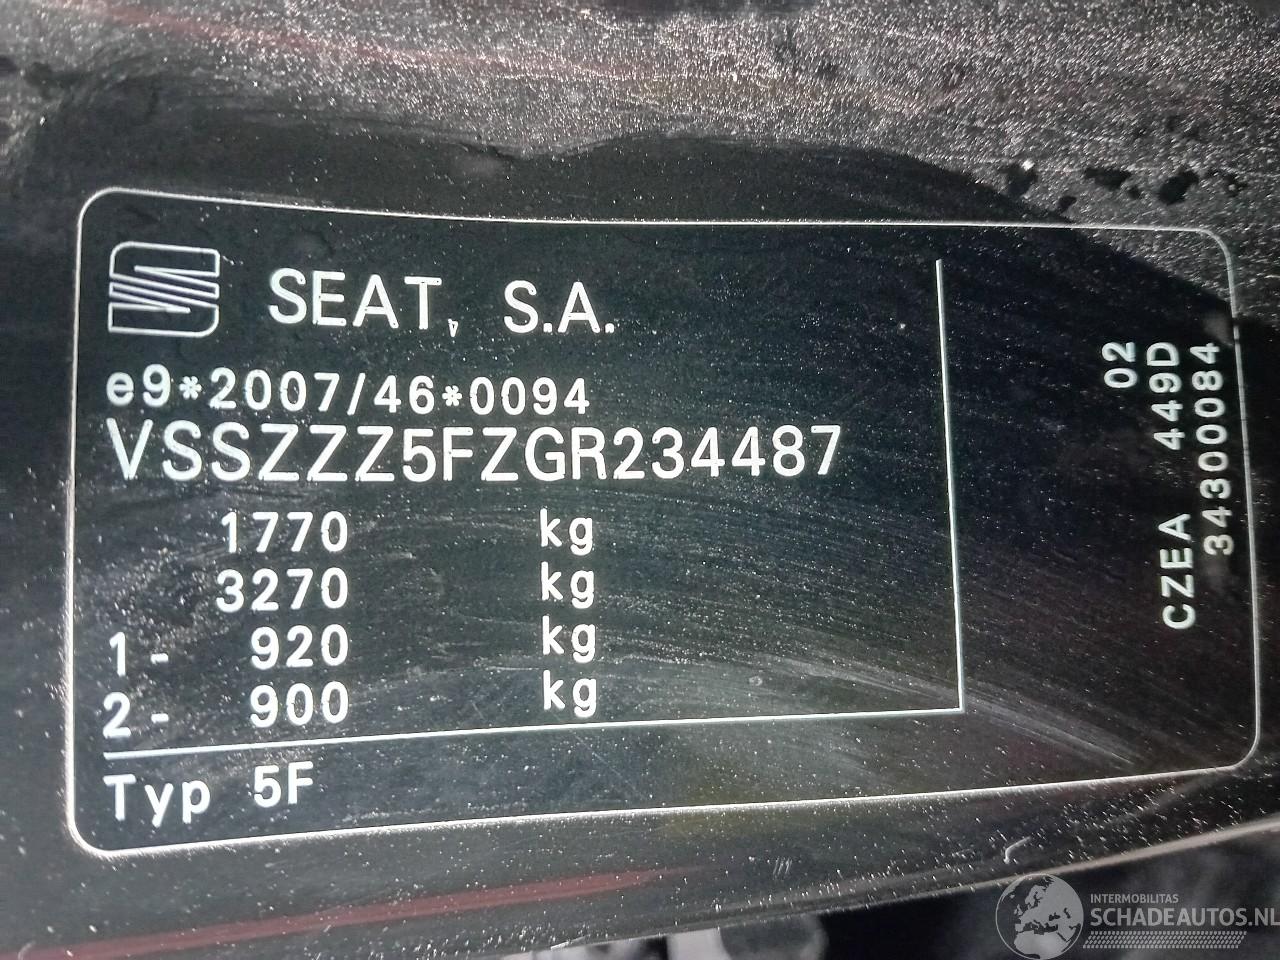 SEAT, S.A.
e9*2007/46*0094
VSSZZZ5FZGR234487
1770 kg
3270 kg
1- 920 kg
2- 900 kg
Typ 5F
02
CZEA 449D
34300084
INTERMOBILITAS
SCHADEAUTOS.NL